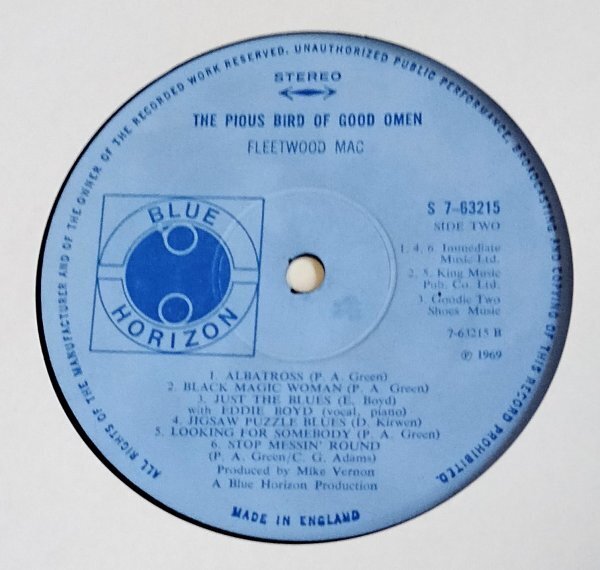 ALL RIGHTS OF THE MANUFACTURER AND OF THE OWNER OF THE RECORDED WORK RESERVED. UNAUTHORIZED PUBLIC PERFORMANCE, BROADCASTING AND COPYING OF THIS RECORD PROHIBITED.
STEREO
THE PIOUS BIRD OF GOOD OMEN
FLEETWOOD MAC
BLUE
HORIZON
S 7-63215
SIDE TWO
1. 4. 6. Immediate
Music Ltd.
2. 5. King Music
Pub. Co. Ltd.
3. Goodie Two
Shoes Music
7-63215 B
℗ 1969
1. ALBATROSS (P. A. Green)
2. BLACK MAGIC WOMAN (P. A. Green)
3. JUST THE BLUES (E. Boyd)
with EDDIE BOYD (vocal, piano)
4. JIGSAW PUZZLE BLUES (D. Kirwen)
5. LOOKING FOR SOMEBODY (P. A. Green)
6. STOP MESSIN' ROUND
(P. A. Green/C. G. Adams)
Produced by Mike Vernon
A Blue Horizon Production
MADE IN ENGLAND